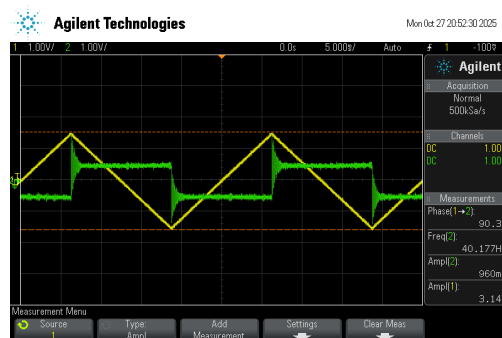 Agilent Technologies
Mon Oct 27 20:52:30 2025
1 1.00V/ 2 1.00V/ 0.0s 5.000s/ Auto 1 -100
Agilent
Acquisition
Normal
500kSa/s
Channels
DC 1.00
DC 1.00
Measurements
Phase(1→2):
90.3
Freq(2):
40.177H
Ampl(2):
960m
Ampl(1):
3.14
Measurement Menu
Source
1
Type:
Ampl
Add
Measurement
Settings
Clear Meas